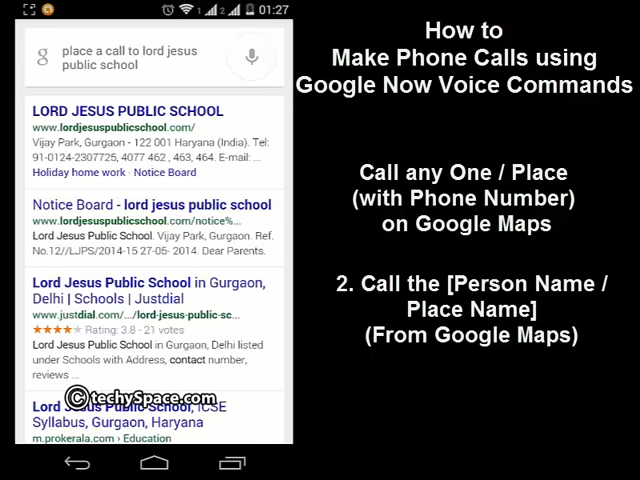 1 2 01:27
g place a call to lord jesus
public school
LORD JESUS PUBLIC SCHOOL
www.lordjesuspublicschool.com/
Vijay Park, Gurgaon - 122 001 Haryana (India). Tel:
91-0124-2307725, 4077 462 , 463, 464. E-mail: ...
Holiday home work · Notice Board
Notice Board - lord jesus public school
www.lordjesuspublicschool.com/notice%...
Lord Jesus Public School. Vijay Park, Gurgaon. Ref.
No.12//LJPS/2014-15 27-05- 2014. Dear Parents.
Lord Jesus Public School in Gurgaon,
Delhi | Schools | Justdial
www.justdial.com/.../lord-jesus-public-sc...
Rating: 3.8 - 21 votes
Lord Jesus Public School in Gurgaon, Delhi listed
under Schools with Address, contact number,
reviews ...
© techySpace.com
Lord Jesus Public School, ICSE
Syllabus, Gurgaon, Haryana
m.prokerala.com › Education
How to
Make Phone Calls using
Google Now Voice Commands
Call any One / Place
(with Phone Number)
on Google Maps
2. Call the [Person Name /
Place Name]
(From Google Maps)